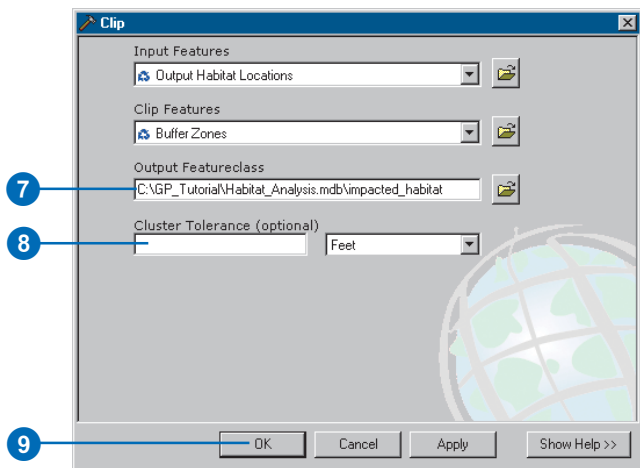 Clip
Input Features
Output Habitat Locations
Clip Features
Buffer Zones
Output Featureclass
7
C:\GP_Tutorial\Habitat_Analysis.mdb\impacted_habitat
Cluster Tolerance (optional)
8
Feet
9
OK Cancel Apply Show Help >>